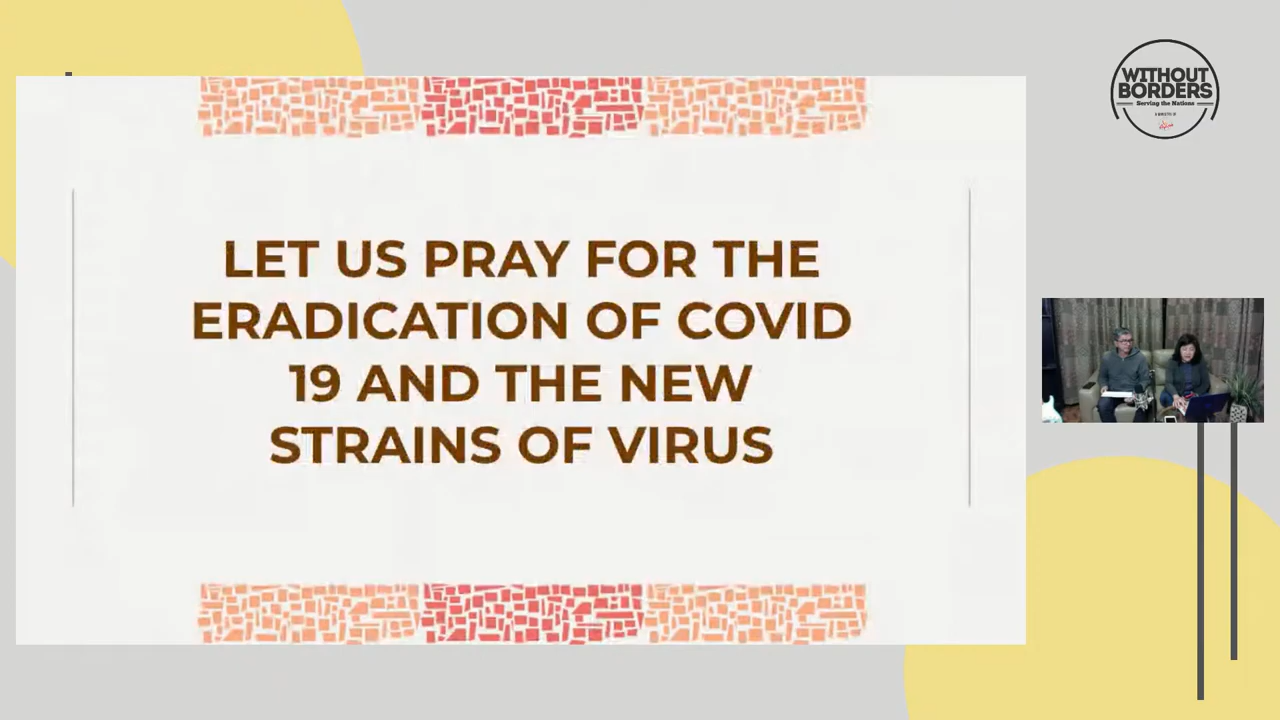 WITHOUT
BORDERS
Serving the Nations
LET US PRAY FOR THE
ERADICATION OF COVID
19 AND THE NEW
STRAINS OF VIRUS